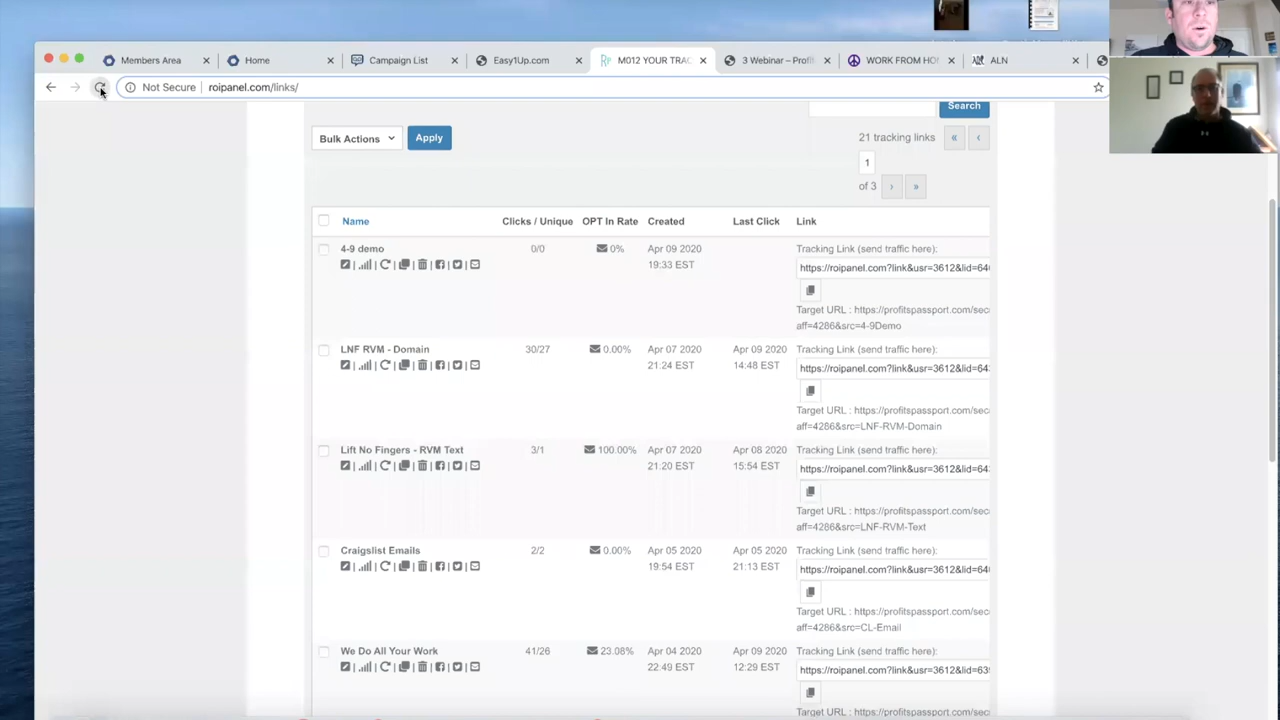 Members Area
Home
Campaign List
Easy1Up.com
M012 YOUR TRAC
3 Webinar – Profit
WORK FROM HO
ALN
Not Secure roipanel.com/links/
Search
Bulk Actions Apply 21 tracking links « ‹
1
of 3 › »
Name Clicks / Unique OPT In Rate Created Last Click Link
4-9 demo 0/0 0% Apr 09 2020 Tracking Link (send traffic here):
19:33 EST https://roipanel.com?link&usr=3612&lid=640
Target URL : https://profitspassport.com/sec
aff=4286&src=4-9Demo
LNF RVM - Domain 30/27 0.00% Apr 07 2020 Apr 09 2020 Tracking Link (send traffic here):
21:24 EST 14:48 EST https://roipanel.com?link&usr=3612&lid=643
Target URL : https://profitspassport.com/sec
aff=4286&src=LNF-RVM-Domain
Lift No Fingers - RVM Text 3/1 100.00% Apr 07 2020 Apr 08 2020 Tracking Link (send traffic here):
21:20 EST 15:54 EST https://roipanel.com?link&usr=3612&lid=643
Target URL : https://profitspassport.com/sec
aff=4286&src=LNF-RVM-Text
Craigslist Emails 2/2 0.00% Apr 05 2020 Apr 05 2020 Tracking Link (send traffic here):
19:54 EST 21:13 EST https://roipanel.com?link&usr=3612&lid=640
Target URL : https://profitspassport.com/sec
aff=4286&src=CL-Email
We Do All Your Work 41/26 23.08% Apr 04 2020 Apr 09 2020 Tracking Link (send traffic here):
22:49 EST 12:29 EST https://roipanel.com?link&usr=3612&lid=639
Target URL : https://profitspassport.com/sec